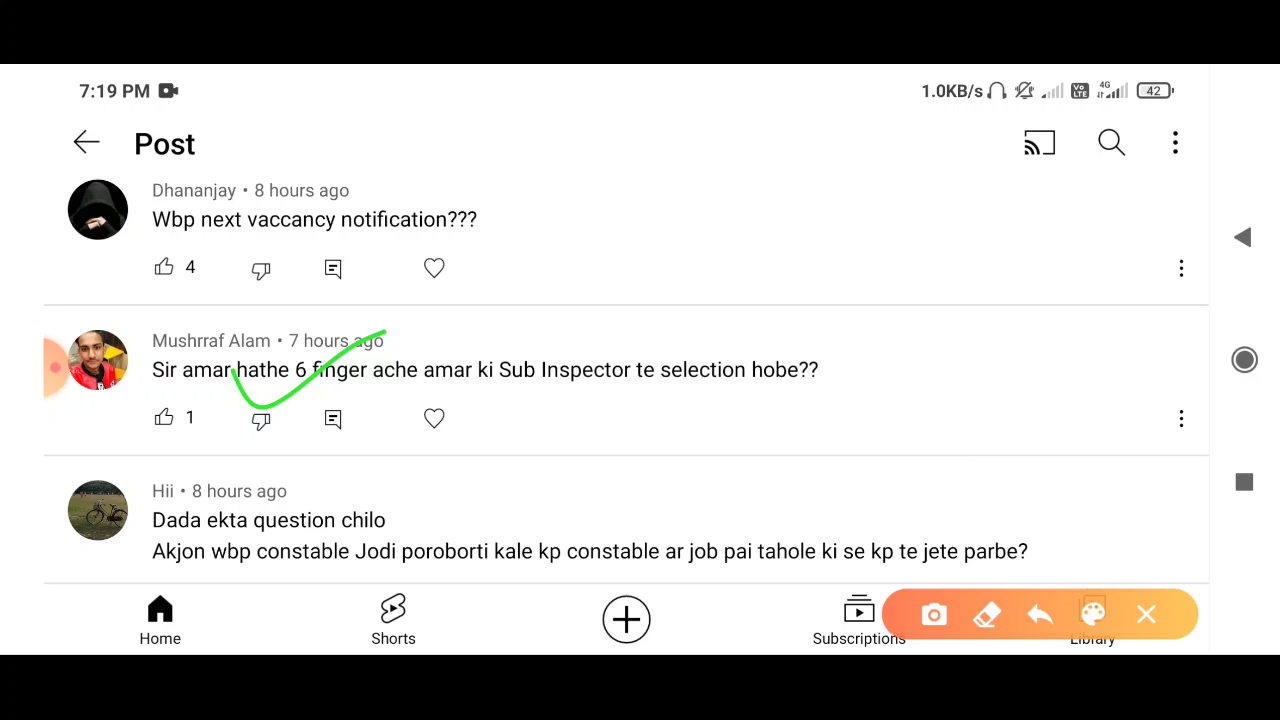 7:19 PM 1.0KB/s 4G 42
Post
Dhananjay • 8 hours ago
Wbp next vaccancy notification???
4
Mushrraf Alam • 7 hours ago
Sir amar hathe 6 finger ache amar ki Sub Inspector te selection hobe??
1
Hii • 8 hours ago
Dada ekta question chilo
Akjon wbp constable Jodi poroborti kale kp constable ar job pai tahole ki se kp te jete parbe?
Home Shorts Subscriptions Library